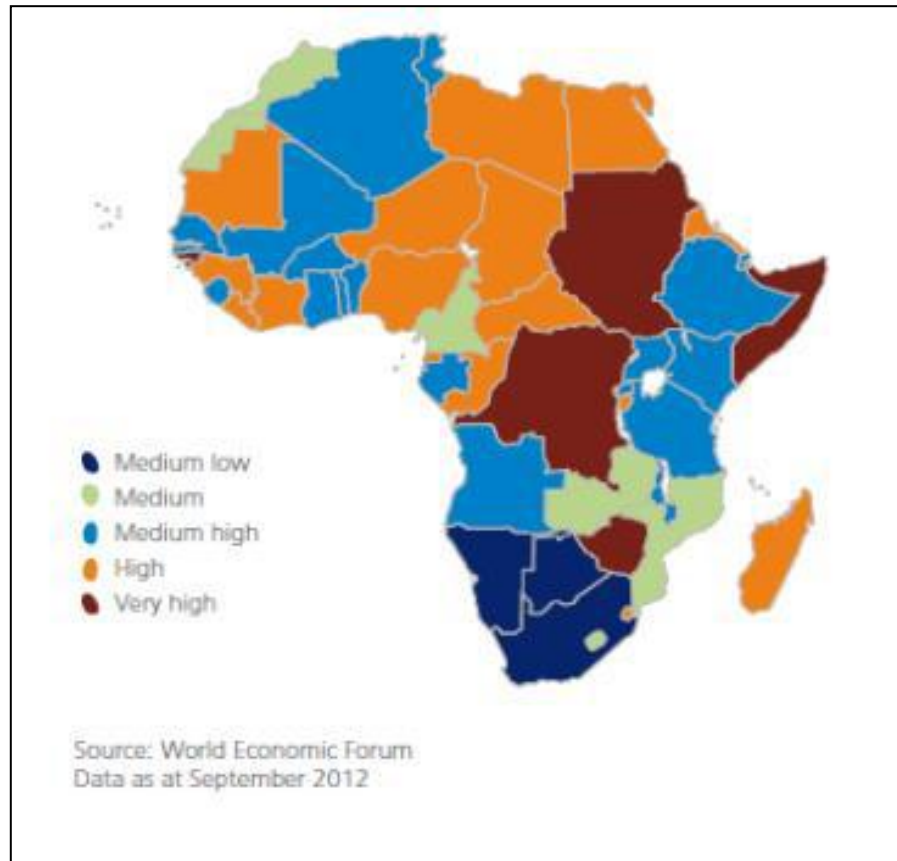 Medium low
Medium
Medium high
High
Very high
Source: World Economic Forum
Data as at September 2012